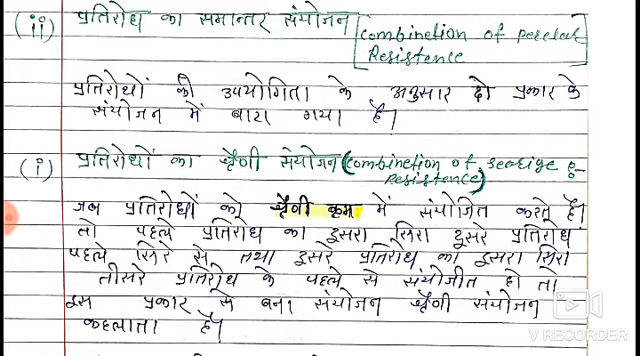 (ii) प्रतिरोध का समान्तर संयोजन [combination of perelar
Resistence]
प्रतिरोधों की उपयोगिता के अनुसार दो प्रकार के
संयोजन में बाटा गया है।
(i) प्रतिरोधों का श्रेणी संयोजन (combinetion of
Resistence)
जब प्रतिरोधों को श्रेणी क्रम में संयोजित करते है।
तो पहले प्रतिरोध का दुसरा सिरा दूसरे प्रतिरोध
पहले सिरे से तथा दुसरे प्रतिरोध का दुसरा सिरा
तीसरे प्रतिरोध के पहले से संयोजीत हो तो
इस प्रकार से बना संयोजन श्रेणी संयोजन
कहलाता है।
V RECORDER